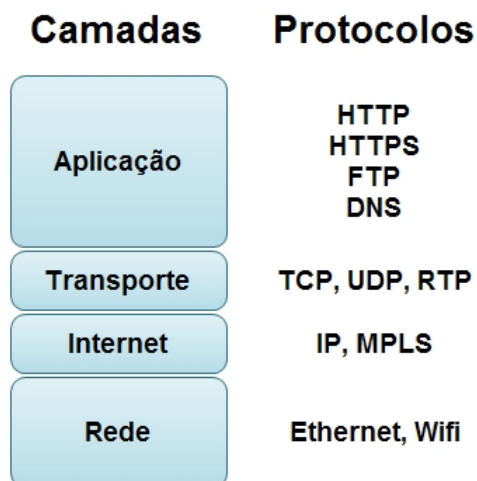 Camadas Protocolos
Aplicação
HTTP
HTTPS
FTP
DNS
Transporte TCP, UDP, RTP
Internet IP, MPLS
Rede Ethernet, Wifi